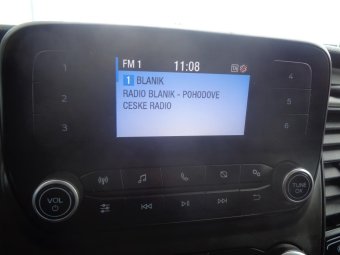 FM 1 11:08
1 BLANIK
RADIO BLANIK - POHODOVE
CESKE RADIO
1
2
3
4
5
6
VOL
TUNE
OK